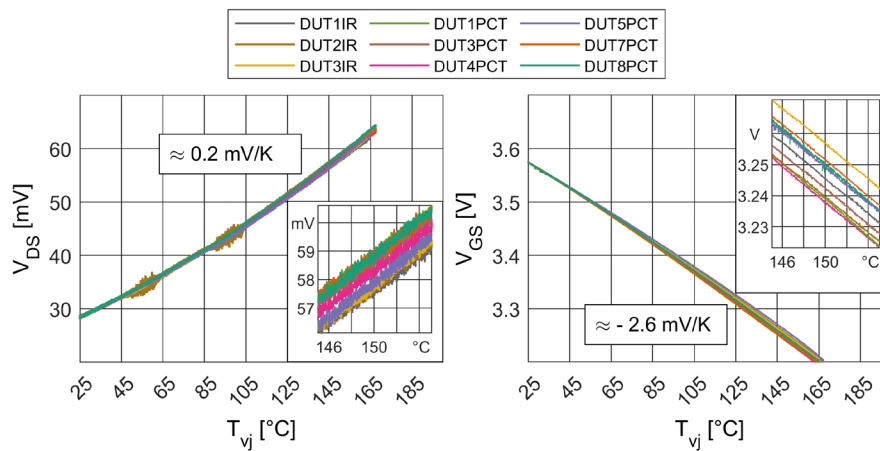 DUT1IR DUT1PCT DUT5PCT
DUT2IR DUT3PCT DUT7PCT
DUT3IR DUT4PCT DUT8PCT
60
50
40
30
V_DS [mV]
≈ 0.2 mV/K
mV
59
58
57
146 150 °C
25 45 65 85 105 125 145 165 185
T_vj [°C]
3.6
3.5
3.4
3.3
V_GS [V]
≈ - 2.6 mV/K
V
3.25
3.24
3.23
146 150 °C
25 45 65 85 105 125 145 165 185
T_vj [°C]